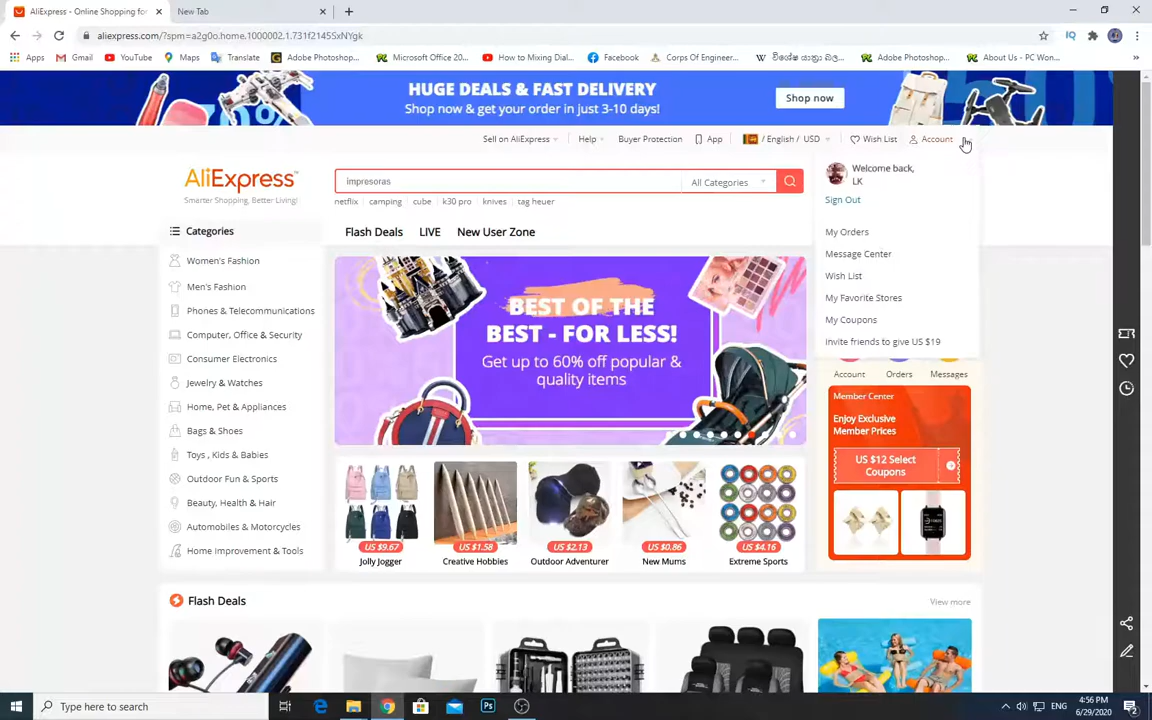 AliExpress - Online Shopping for
New Tab
aliexpress.com/?spm=a2g0o.home.1000002.1.731f2145SxNYgk
Apps
Gmail
YouTube
Maps
Translate
Adobe Photoshop...
Microsoft Office 20...
How to Mixing Dial...
Facebook
Corps Of Engineer...
Adobe Photoshop...
About Us - PC Won...
HUGE DEALS & FAST DELIVERY
Shop now & get your order in just 3-10 days!
Shop now
Sell on AliExpress
Help
Buyer Protection
App
/ English / USD
Wish List
Account
AliExpress
Smarter Shopping, Better Living!
impresoras
All Categories
netflix camping cube k30 pro knives tag heuer
Welcome back,
LK
Sign Out
My Orders
Message Center
Wish List
My Favorite Stores
My Coupons
Invite friends to give US $19
Categories
Flash Deals LIVE New User Zone
Women's Fashion
Men's Fashion
Phones & Telecommunications
Computer, Office & Security
Consumer Electronics
Jewelry & Watches
Home, Pet & Appliances
Bags & Shoes
Toys , Kids & Babies
Outdoor Fun & Sports
Beauty, Health & Hair
Automobiles & Motorcycles
Home Improvement & Tools
BEST OF THE
BEST - FOR LESS!
Get up to 60% off popular &
quality items
Account Orders Messages
Member Center
Enjoy Exclusive
Member Prices
US $12 Select
Coupons
US $9.67
Jolly Jogger
US $1.58
Creative Hobbies
US $2.13
Outdoor Adventurer
US $0.86
New Mums
US $4.16
Extreme Sports
Flash Deals
View more
Type here to search
Ps
ENG
4:56 PM
6/29/2020
2